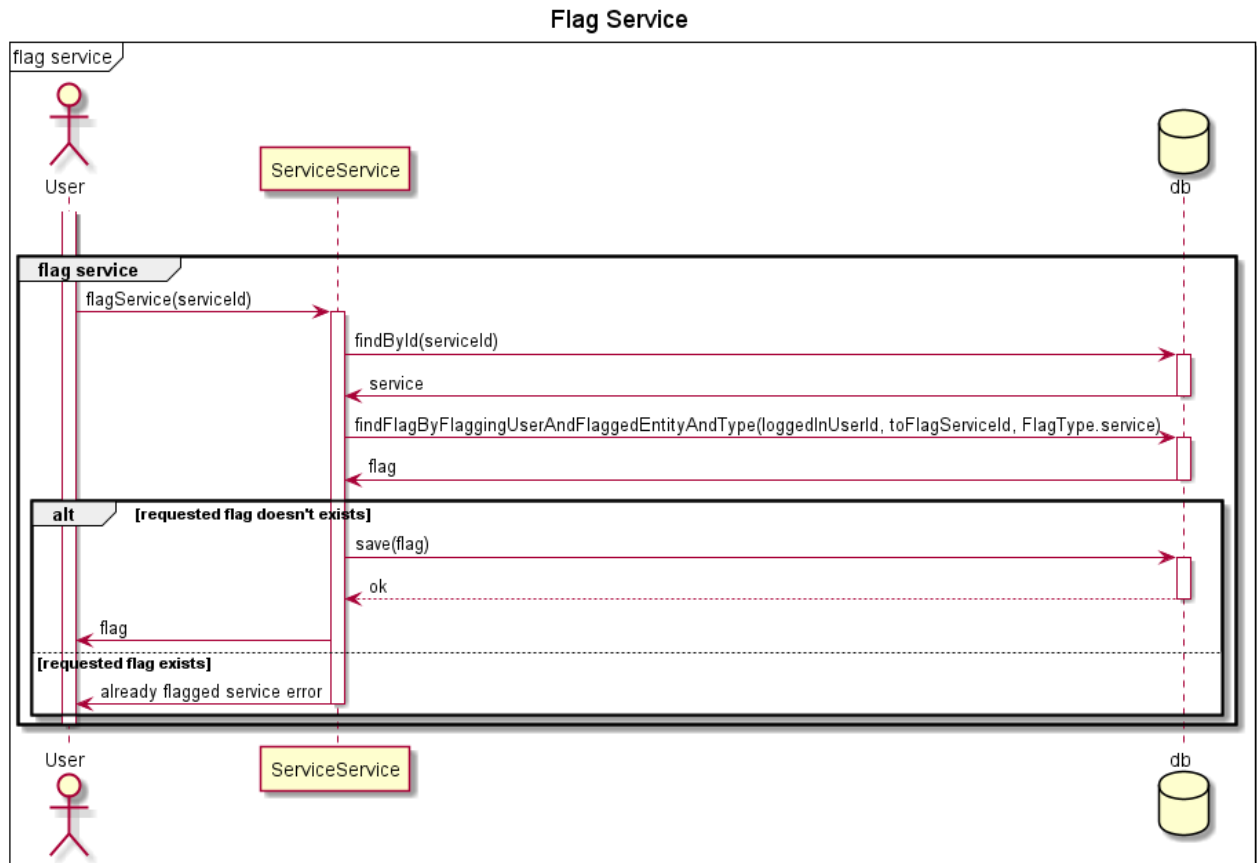 Flag Service
flag service
User
ServiceService
db
flag service
flagService(serviceId)
findById(serviceId)
service
findFlagByFlaggingUserAndFlaggedEntityAndType(loggedInUserId, toFlagServiceId, FlagType.service)
flag
alt [requested flag doesn't exists]
save(flag)
ok
flag
[requested flag exists]
already flagged service error
User
ServiceService
db